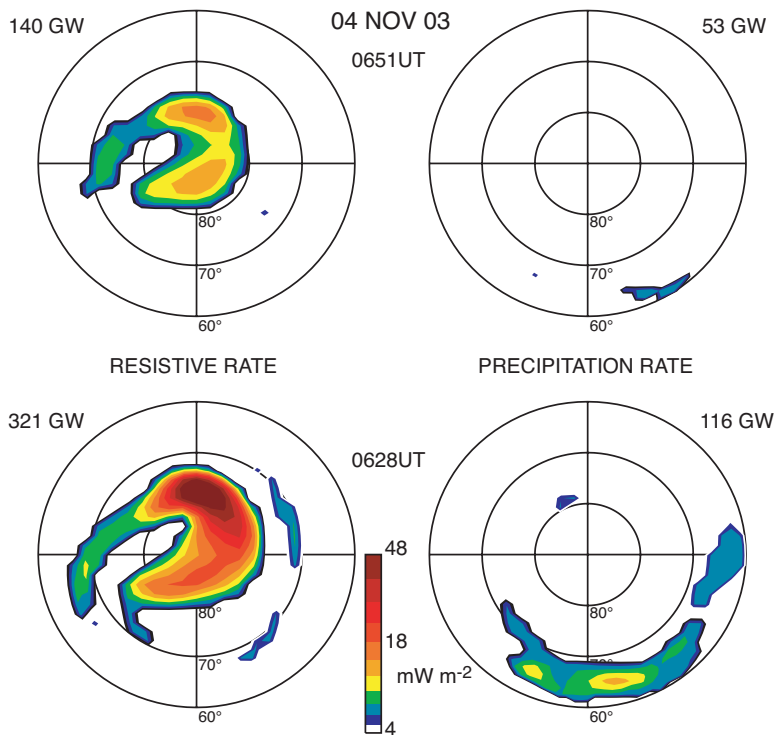 140 GW
04 NOV 03
53 GW
0651UT
80°
70°
60°
80°
70°
60°
RESISTIVE RATE
PRECIPITATION RATE
321 GW
0628UT
116 GW
80°
70°
60°
80°
70°
60°
48
18
mW m-2
4